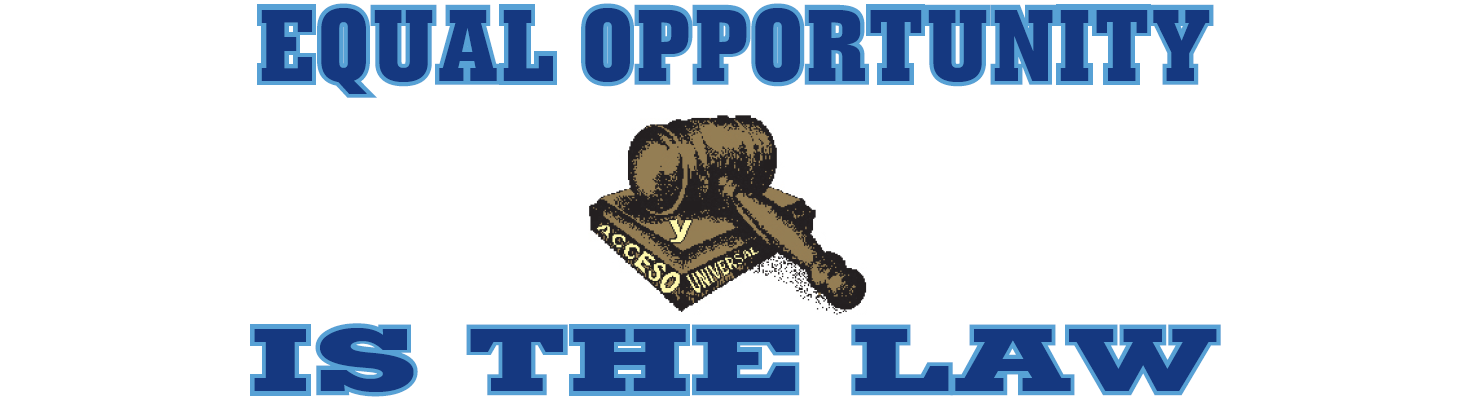 EQUAL OPPORTUNITY
y
ACCESO UNIVERSAL
IS THE LAW